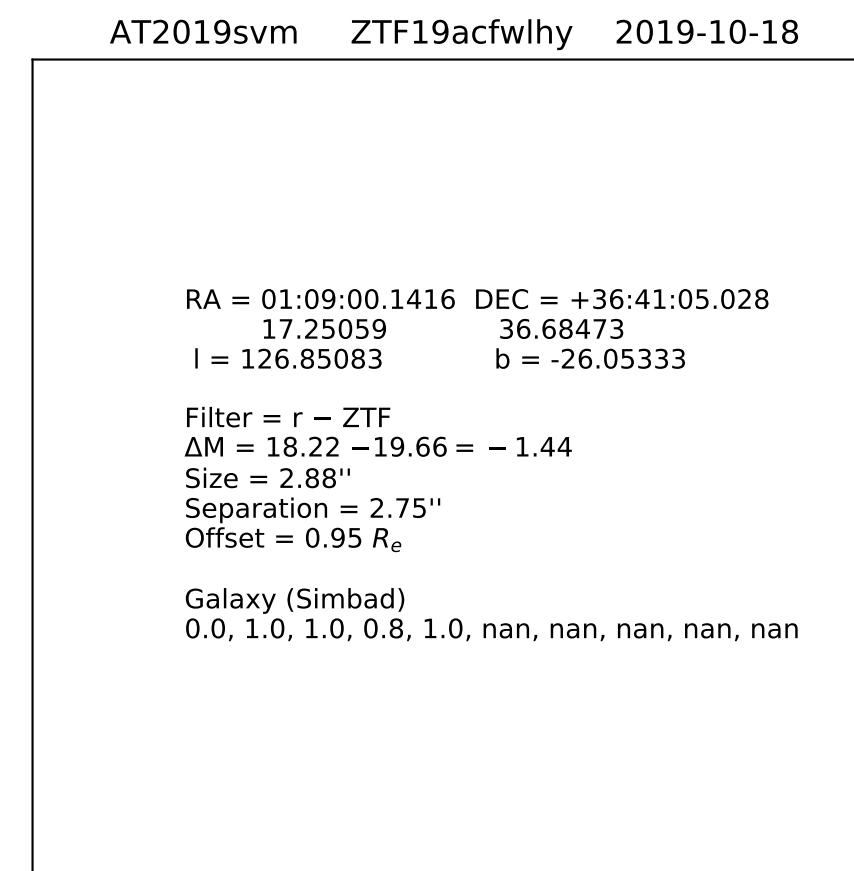 AT2019svm ZTF19acfwlhy 2019-10-18
RA = 01:09:00.1416 DEC = +36:41:05.028
17.25059 36.68473
l = 126.85083 b = -26.05333
Filter = r − ZTF
ΔM = 18.22 −19.66 = − 1.44
Size = 2.88''
Separation = 2.75''
Offset = 0.95 Re
Galaxy (Simbad)
0.0, 1.0, 1.0, 0.8, 1.0, nan, nan, nan, nan, nan